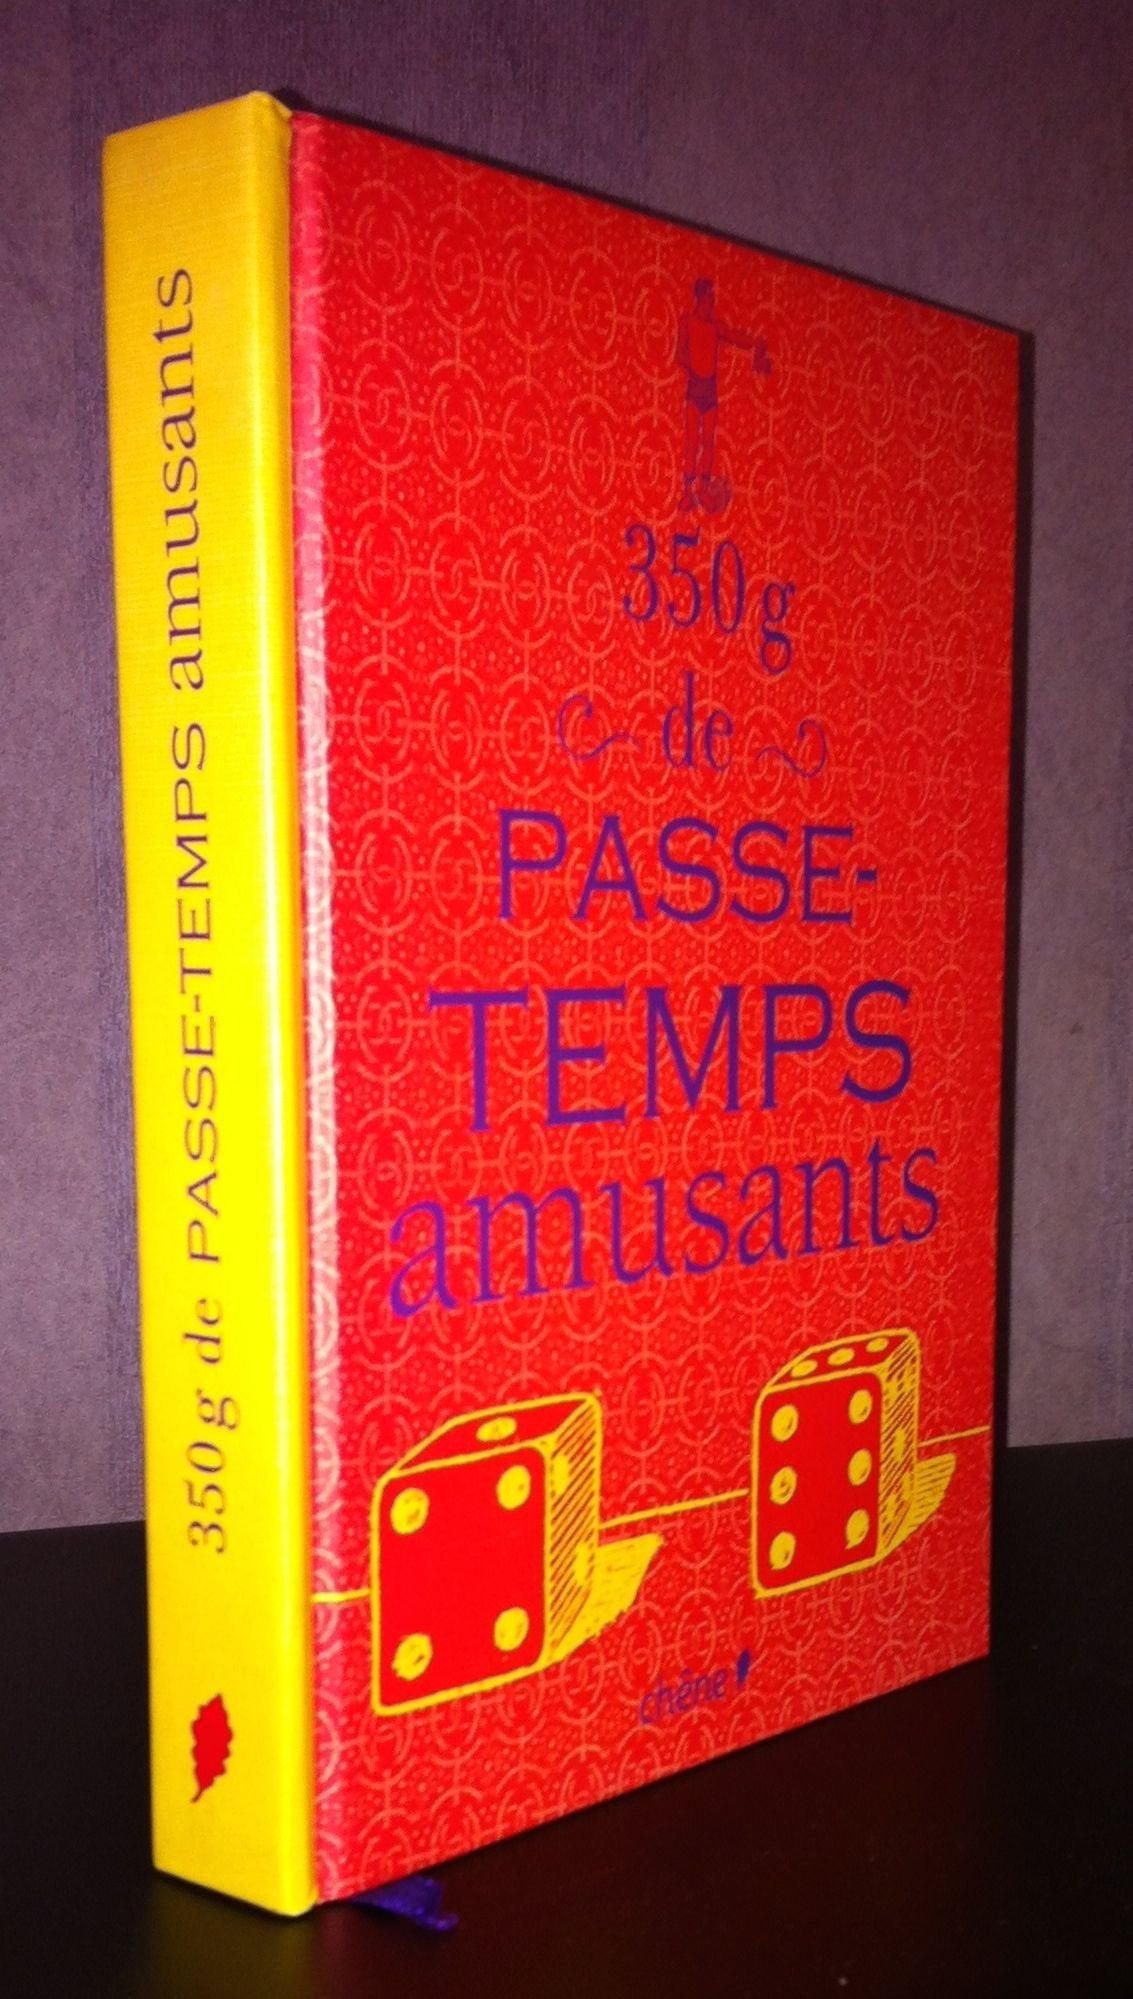 350g de PASSE-TEMPS amusants
350g
de
PASSE-
TEMPS
amusants
chêne